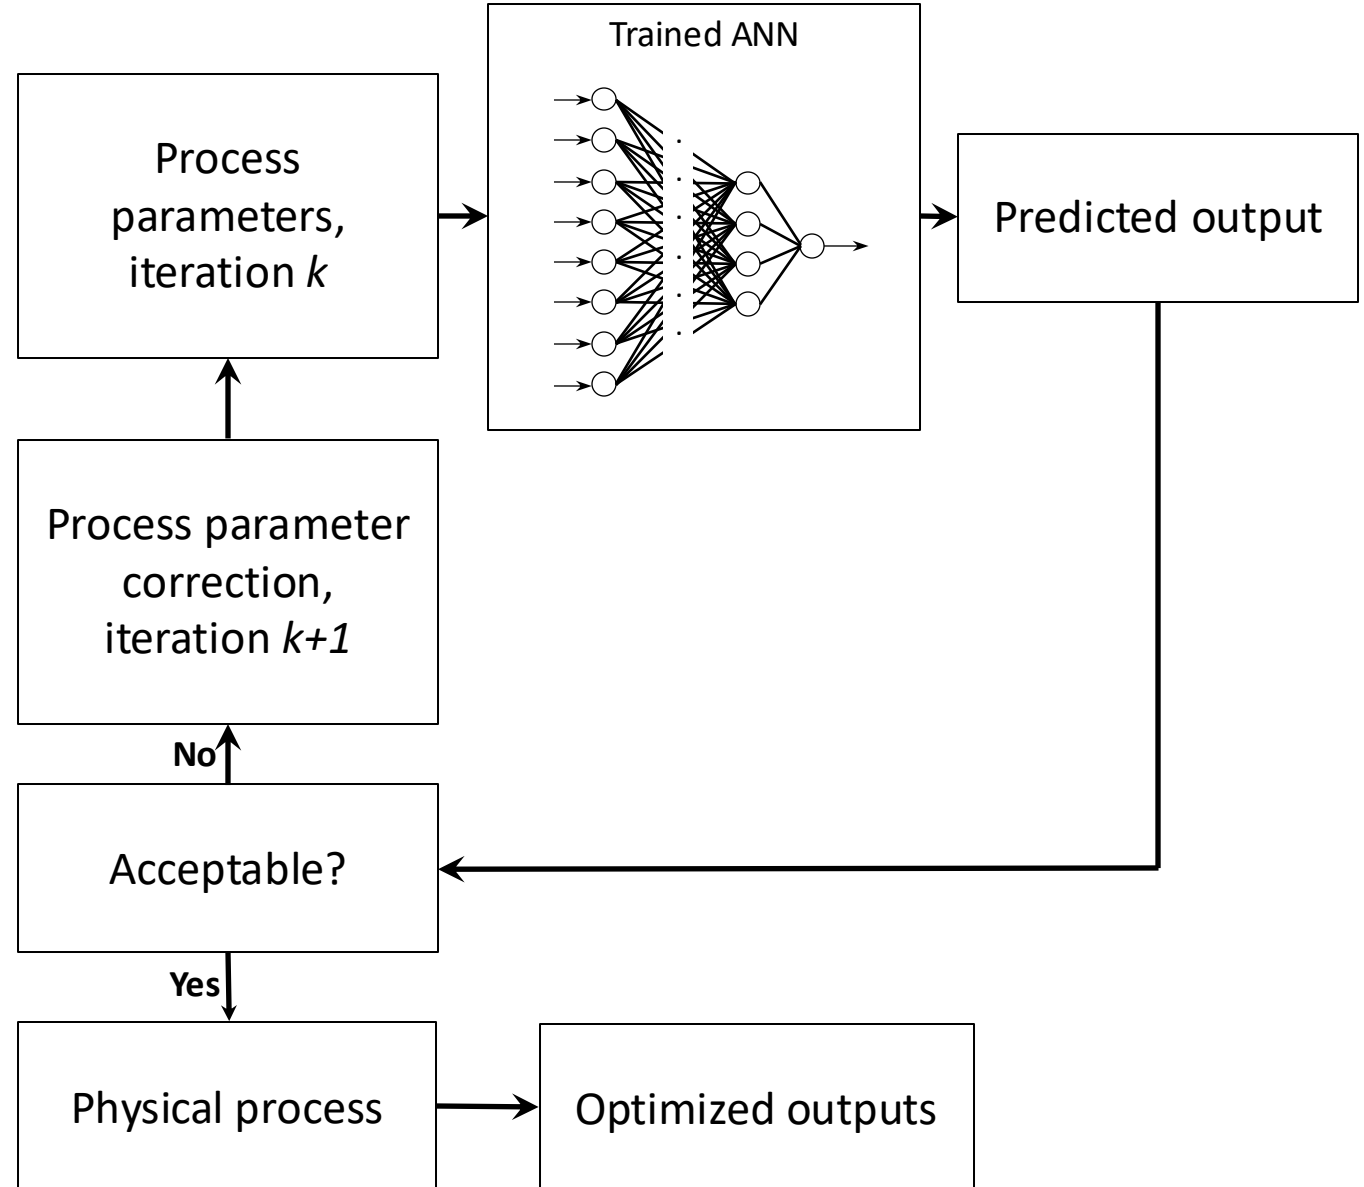 Trained ANN
Process
parameters,
iteration k
Predicted output
Process parameter
correction,
iteration k+1
No
Acceptable?
Yes
Physical process
Optimized outputs